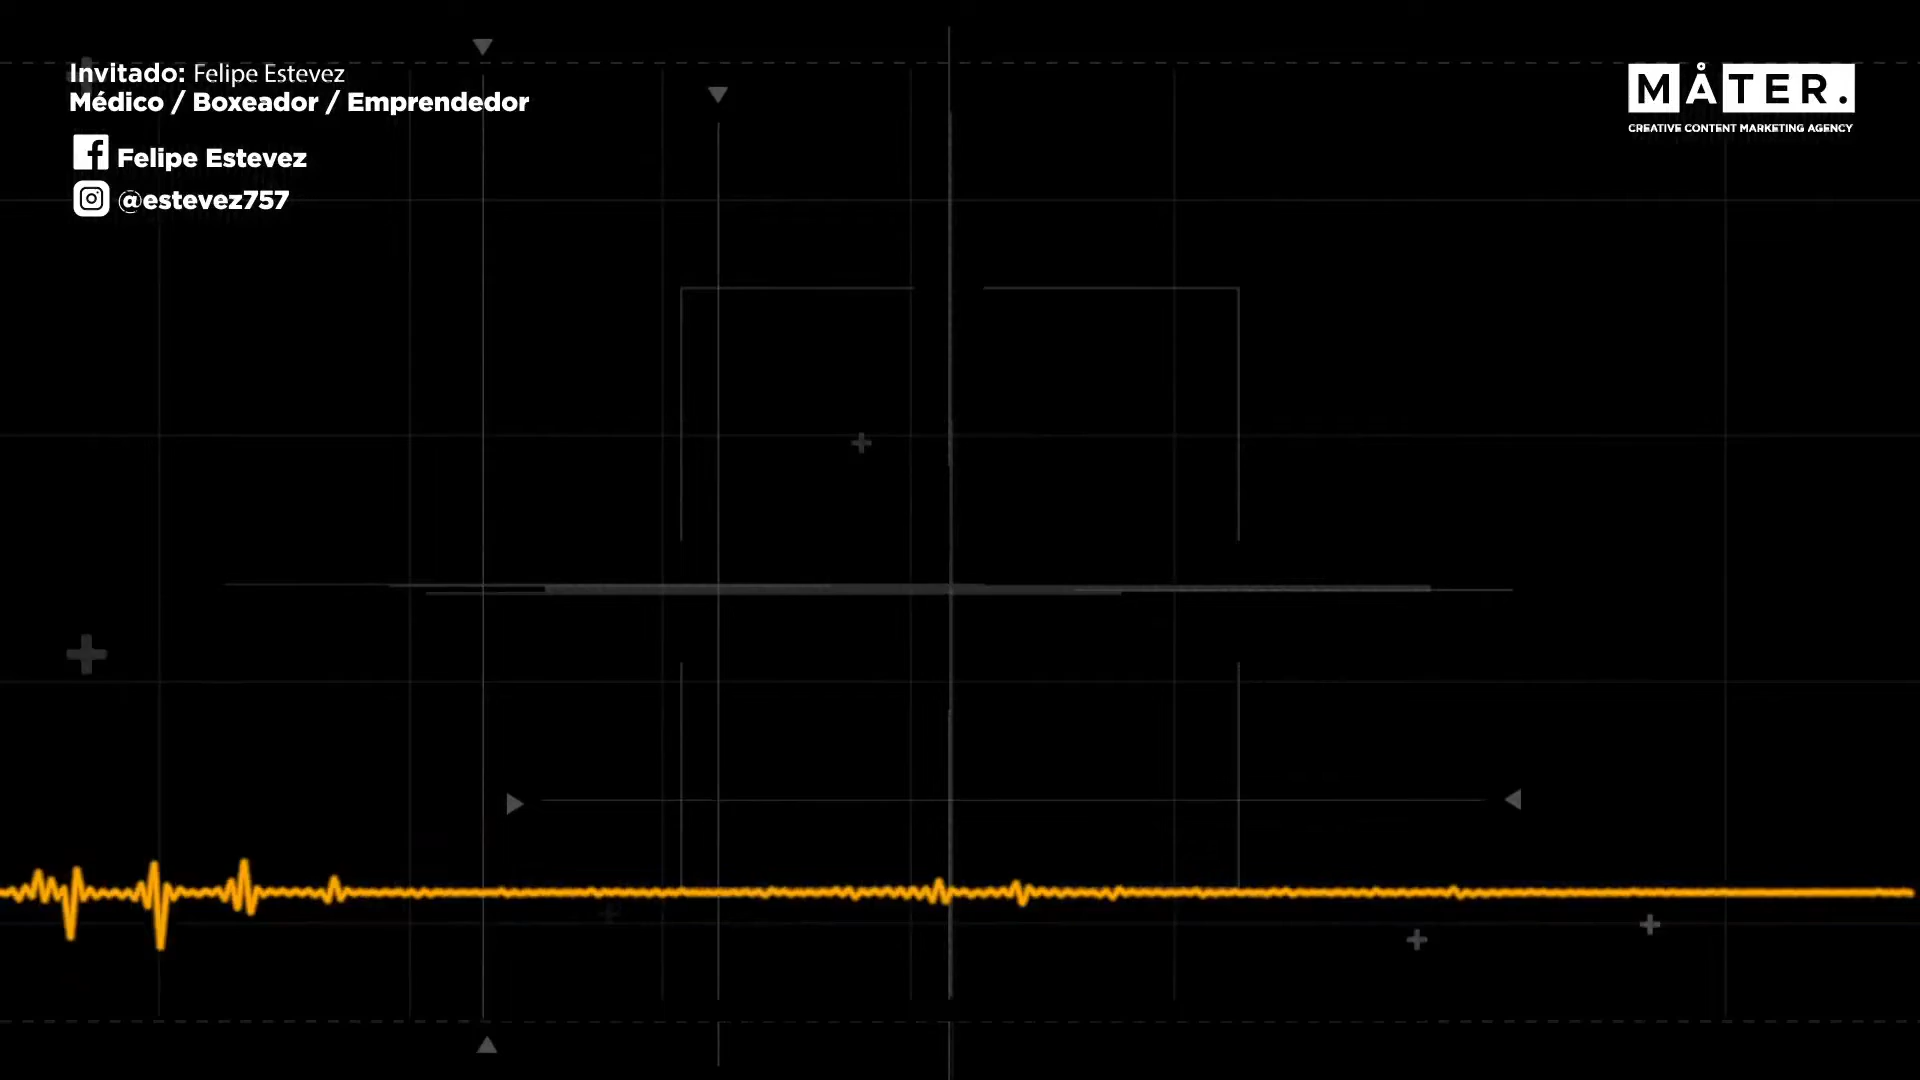 Invitado: Felipe Estevez
Médico / Boxeador / Emprendedor
Felipe Estevez
@estevez757
MÅTER.
CREATIVE CONTENT MARKETING AGENCY